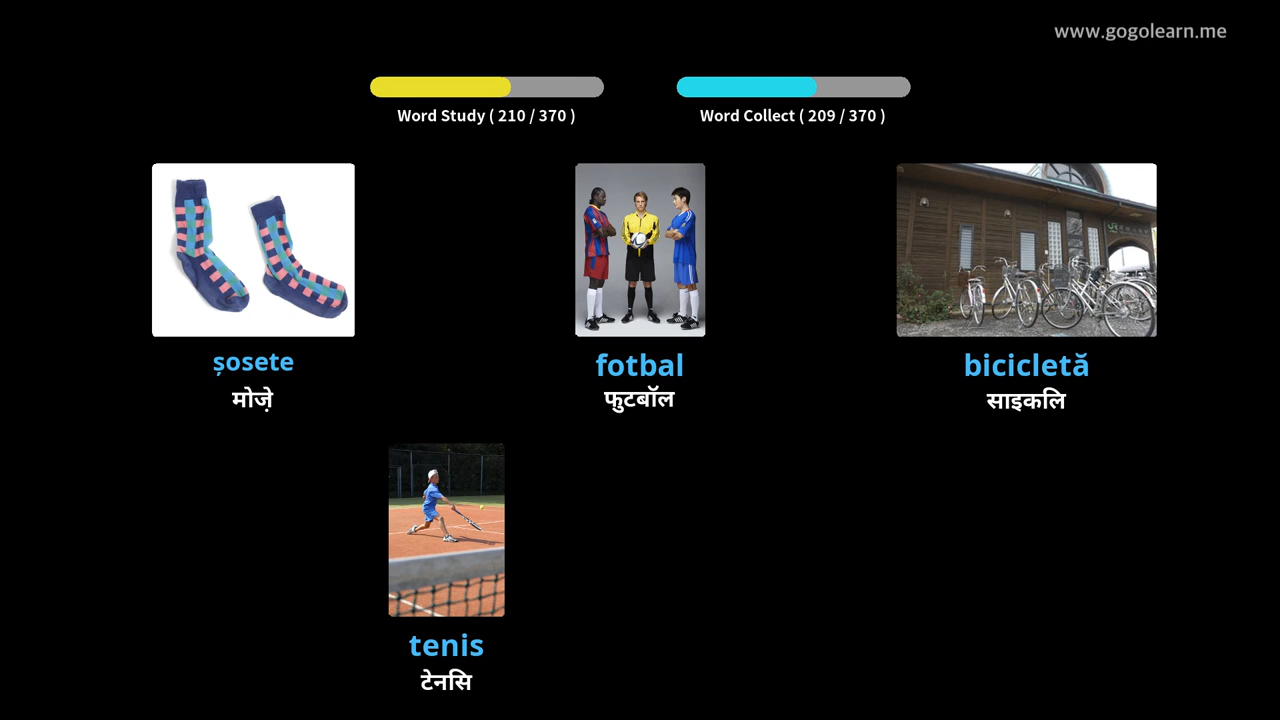 www.gogolearn.me
Word Study ( 210 / 370 )
Word Collect ( 209 / 370 )
șosete
मोजे़
fotbal
फ़ुटबॉल
bicicletă
साइकलि
tenis
टेनसि